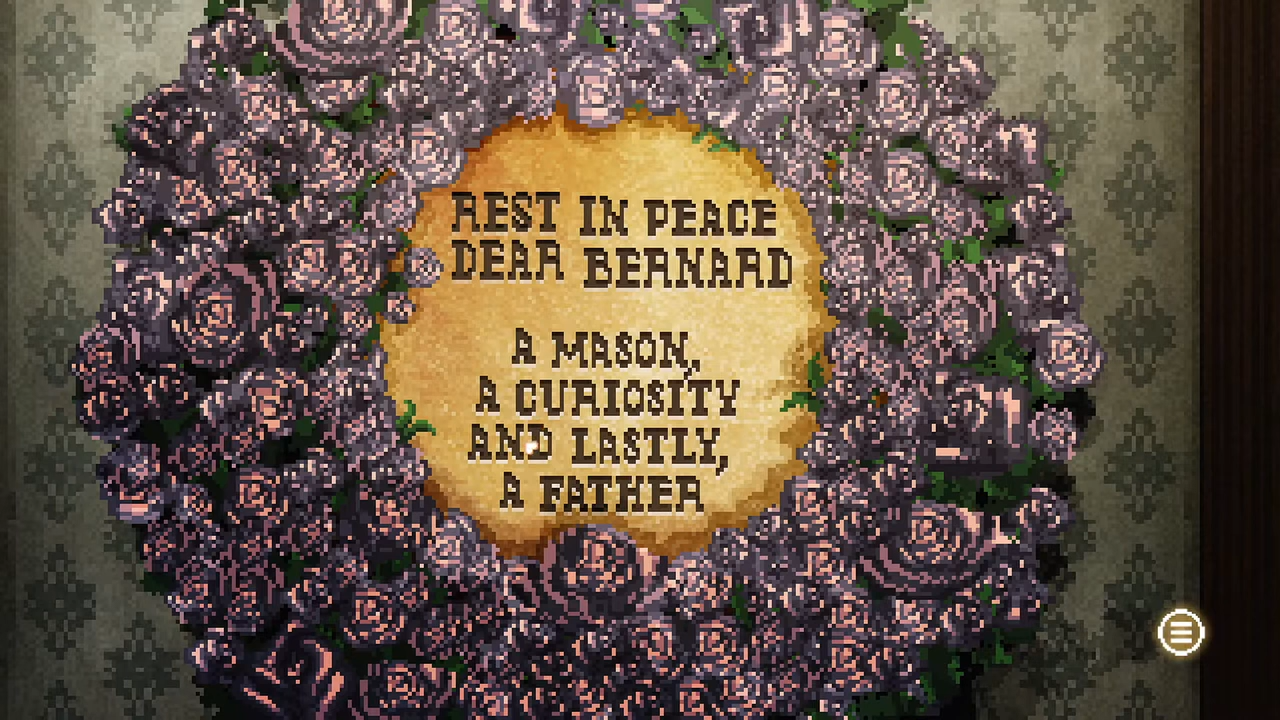 REST IN PEACE
DEAR BERNARD
A MASON,
A CURIOSITY
AND LASTLY,
A FATHER